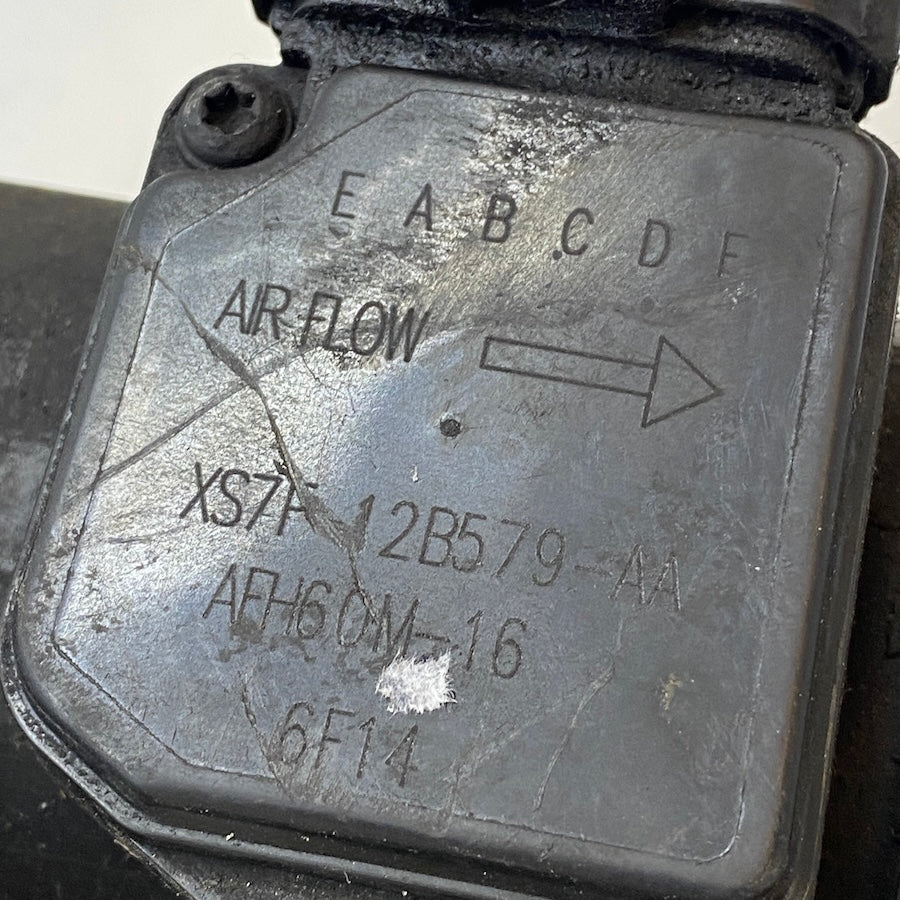 E A B C D F
AIR FLOW
XS7F-12B579-AA
AFH60M-16
6F14